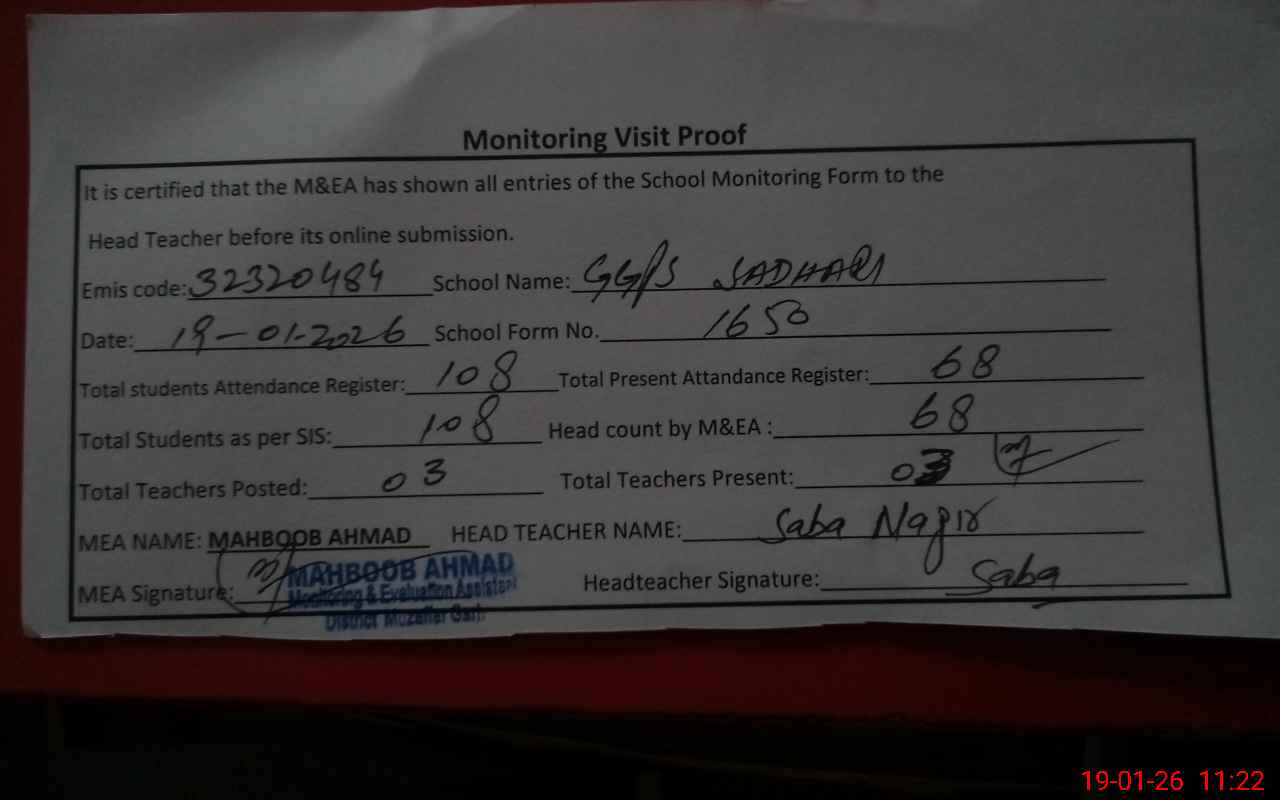 Monitoring Visit Proof
It is certified that the M&EA has shown all entries of the School Monitoring Form to the
Head Teacher before its online submission.
Emis code: 32320484 School Name: GGPS SADHARI
Date: 19-01-2026 School Form No. 1650
Total students Attendance Register: 108 Total Present Attandance Register: 68
Total Students as per SIS: 108 Head count by M&EA : 68
Total Teachers Posted: 03 Total Teachers Present: 03
MEA NAME: MAHBOOB AHMAD HEAD TEACHER NAME: Saba Nazir
MEA Signature: Headteacher Signature: Saba
MAHBOOB AHMAD
Monitoring & Evaluation Assistant
District Muzaffar Garh
19-01-26 11:22